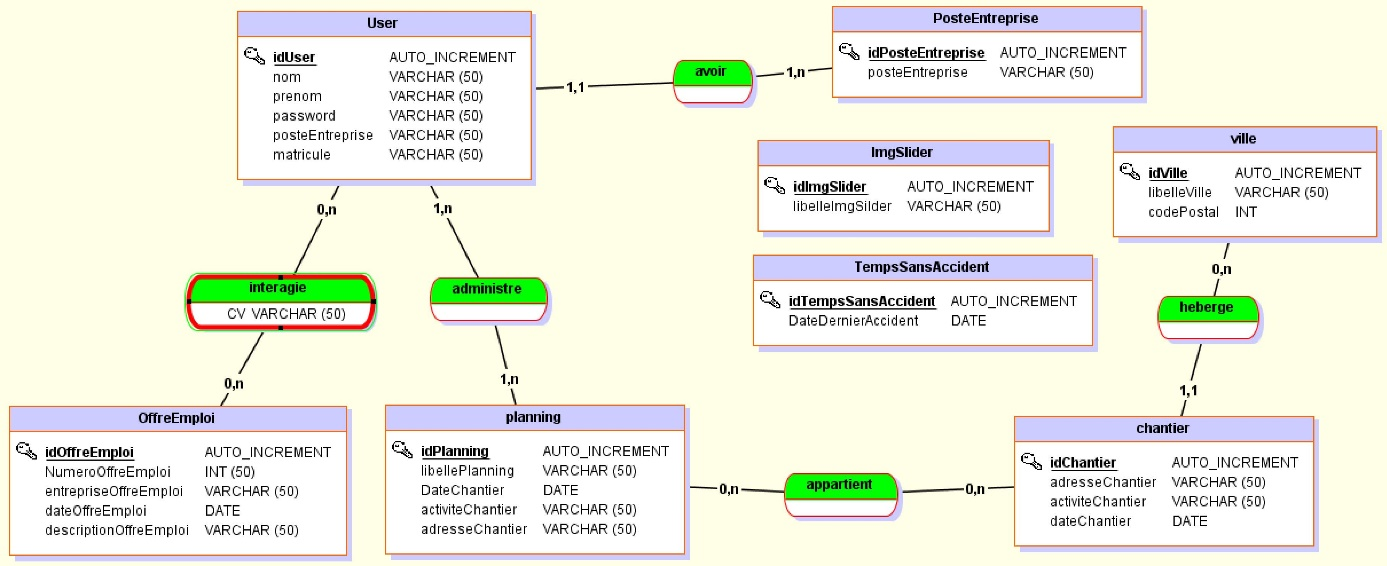 User
idUser AUTO_INCREMENT
nom VARCHAR (50)
prenom VARCHAR (50)
password VARCHAR (50)
posteEntreprise VARCHAR (50)
matricule VARCHAR (50)
1,1
avoir
1,n
PosteEntreprise
idPosteEntreprise AUTO_INCREMENT
posteEntreprise VARCHAR (50)
ImgSlider
idImgSlider AUTO_INCREMENT
libelleImgSilder VARCHAR (50)
ville
idVille AUTO_INCREMENT
libelleVille VARCHAR (50)
codePostal INT
0,n
1,n
interagie
CV VARCHAR (50)
administre
TempsSansAccident
idTempsSansAccident AUTO_INCREMENT
DateDernierAccident DATE
0,n
heberge
0,n
1,n
1,1
OffreEmploi
idOffreEmploi AUTO_INCREMENT
NumeroOffreEmploi INT (50)
entrepriseOffreEmploi VARCHAR (50)
dateOffreEmploi DATE
descriptionOffreEmploi VARCHAR (50)
planning
idPlanning AUTO_INCREMENT
libellePlanning VARCHAR (50)
DateChantier DATE
activiteChantier VARCHAR (50)
adresseChantier VARCHAR (50)
0,n
appartient
0,n
chantier
idChantier AUTO_INCREMENT
adresseChantier VARCHAR (50)
activiteChantier VARCHAR (50)
dateChantier DATE